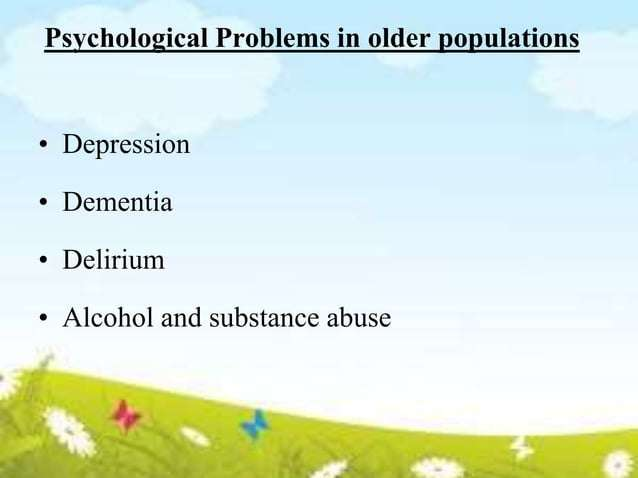 Psychological Problems in older populations
• Depression
• Dementia
• Delirium
• Alcohol and substance abuse